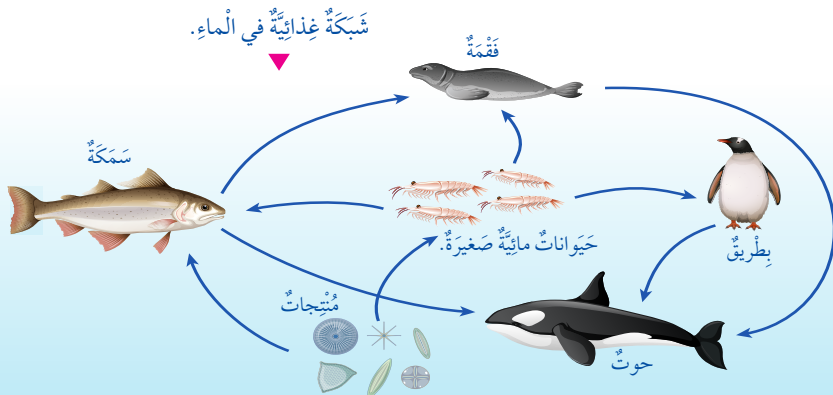 شَبَكَةٌ غِذائِيَّةٌ في الْماءِ.
فَقْمَةٌ
سَمَكَةٌ
حَيَواناتٌ مائِيَّةٌ صَغيرَةٌ.
بِطْريقٌ
مُنْتِجاتٌ
حوتٌ